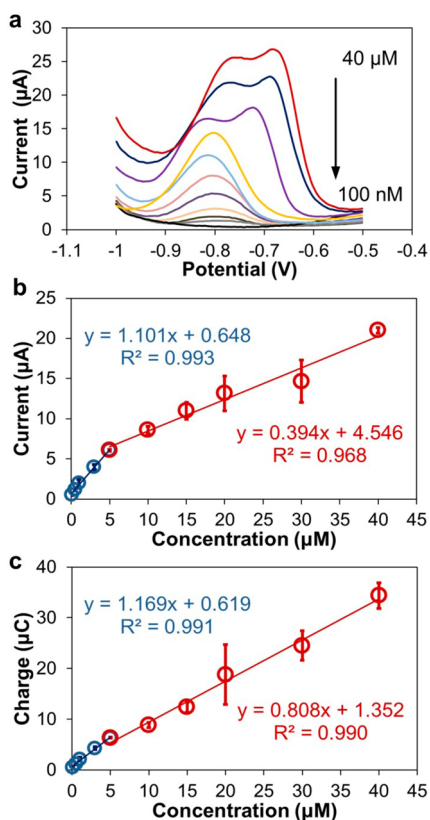 a
30
25
20
15
10
5
0
Current (µA)
40 µM
100 nM
-1.1 -1 -0.9 -0.8 -0.7 -0.6 -0.5 -0.4
Potential (V)
b
25
20
15
10
5
0
Current (µA)
y = 1.101x + 0.648
R² = 0.993
y = 0.394x + 4.546
R² = 0.968
0 5 10 15 20 25 30 35 40 45
Concentration (µM)
c
40
30
20
10
0
Charge (µC)
y = 1.169x + 0.619
R² = 0.991
y = 0.808x + 1.352
R² = 0.990
0 5 10 15 20 25 30 35 40 45
Concentration (µM)